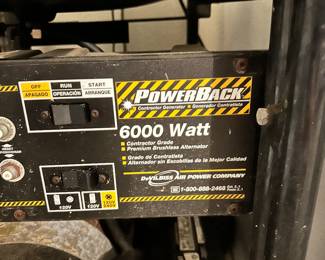 OFF
APAGADO
RUN
OPERACIÓN
START
ARRANQUE
POWERBACK
Contractor Generator • Generador Contratista
6000 Watt
• Contractor Grade
• Premium Brushless Alternator
• Grado de Contratista
• Alternador sin Escobillas de la Mejor Calidad
DeVILBISS AIR POWER COMPANY
1-800-888-2468
120V
120V
RESET